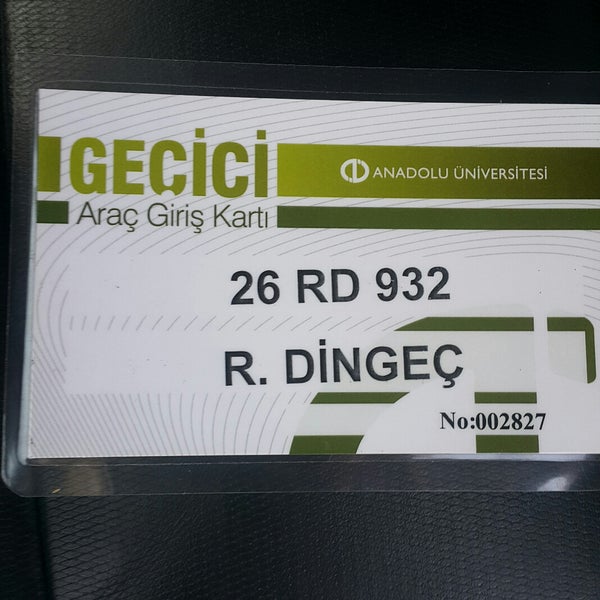 GEÇİCİ
ANADOLU ÜNİVERSİTESİ
Araç Giriş Kartı
26 RD 932
R. DİNGEÇ
No:002827